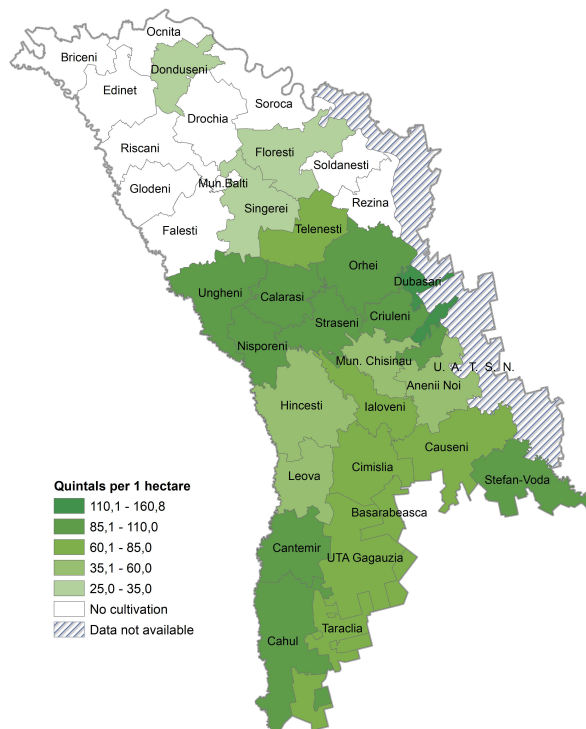 Ocnita
Briceni
Donduseni
Edinet
Soroca
Drochia
Riscani
Floresti
Soldanesti
Mun.Balti
Glodeni
Singerei
Rezina
Falesti
Telenesti
Orhei
Dubasari
Ungheni
Calarasi
Straseni
Criuleni
Nisporeni
Mun. Chisinau
U. A. T. S. N.
Anenii Noi
Hincesti
Ialoveni
Causeni
Cimislia
Leova
Stefan-Voda
Basarabeasca
Cantemir
UTA Gagauzia
Taraclia
Cahul
Quintals per 1 hectare
110,1 - 160,8
85,1 - 110,0
60,1 - 85,0
35,1 - 60,0
25,0 - 35,0
No cultivation
Data not available